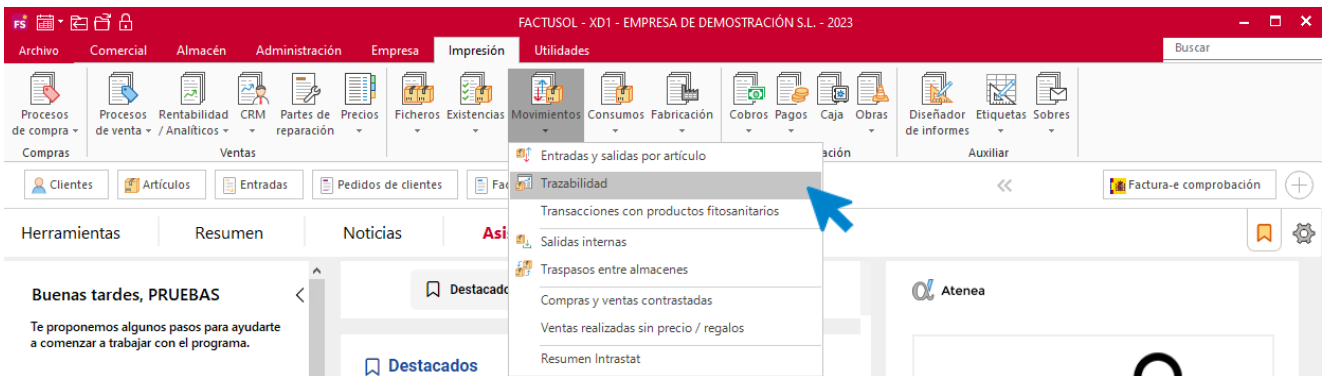 FS
FACTUSOL - XD1 - EMPRESA DE DEMOSTRACIÓN S.L. - 2023
Archivo Comercial Almacén Administración Empresa Impresión Utilidades Buscar
Procesos de compra
Procesos de venta
Rentabilidad / Analíticos
CRM
Partes de reparación
Precios
Ficheros
Existencias
Movimientos
Consumos
Fabricación
Cobros
Pagos
Caja
Obras
Diseñador de informes
Etiquetas
Sobres
Compras Ventas ación Auxiliar
Clientes Artículos Entradas Pedidos de clientes Fac Factura-e comprobación
Entradas y salidas por artículo
Trazabilidad
Transacciones con productos fitosanitarios
Salidas internas
Traspasos entre almacenes
Compras y ventas contrastadas
Ventas realizadas sin precio / regalos
Resumen Intrastat
Herramientas Resumen Noticias Asi
Buenas tardes, PRUEBAS
Te proponemos algunos pasos para ayudarte
a comenzar a trabajar con el programa.
Destacado
Destacados
Atenea